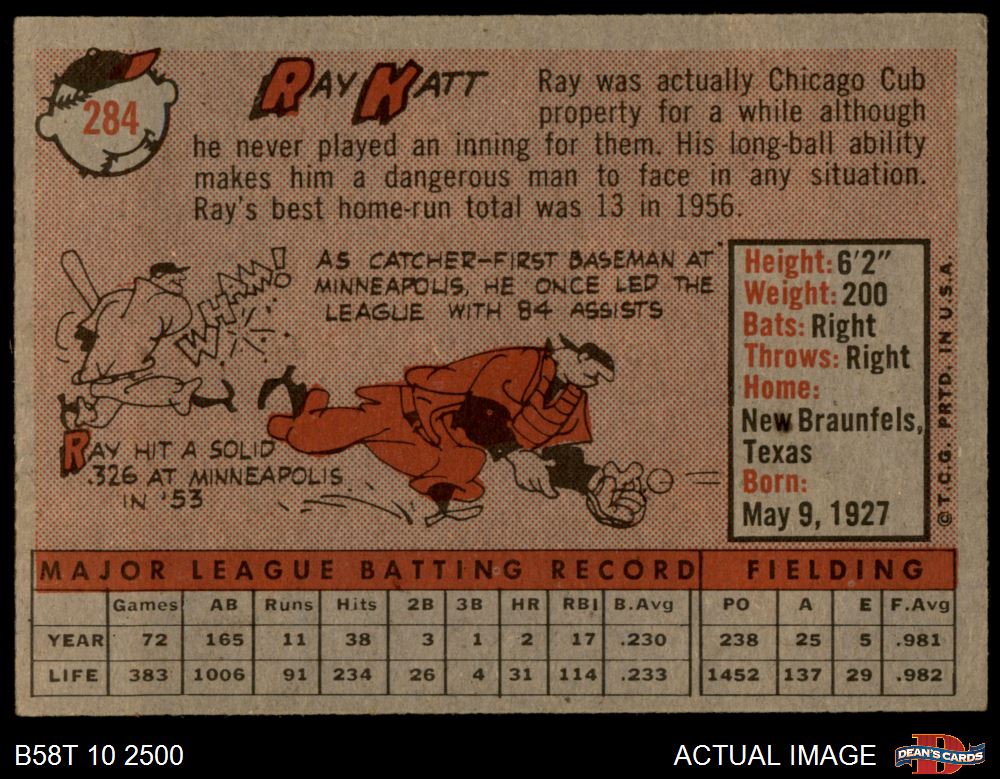 284
RAY KATT
Ray was actually Chicago Cub
property for a while although
he never played an inning for them. His long-ball ability
makes him a dangerous man to face in any situation.
Ray's best home-run total was 13 in 1956.
WHAM!
AS CATCHER-FIRST BASEMAN AT
MINNEAPOLIS, HE ONCE LED THE
LEAGUE WITH 84 ASSISTS
RAY HIT A SOLID
.326 AT MINNEAPOLIS
IN '53
Height: 6'2"
Weight: 200
Bats: Right
Throws: Right
Home:
New Braunfels,
Texas
Born:
May 9, 1927
© T.C.G. PRTD. IN U.S.A.
MAJOR LEAGUE BATTING RECORD FIELDING
Games AB Runs Hits 2B 3B HR RBI B.Avg PO A E F.Avg
YEAR 72 165 11 38 3 1 2 17 .230 238 25 5 .981
LIFE 383 1006 91 234 26 4 31 114 .233 1452 137 29 .982
B58T 10 2500
ACTUAL IMAGE
DEAN'S CARDS